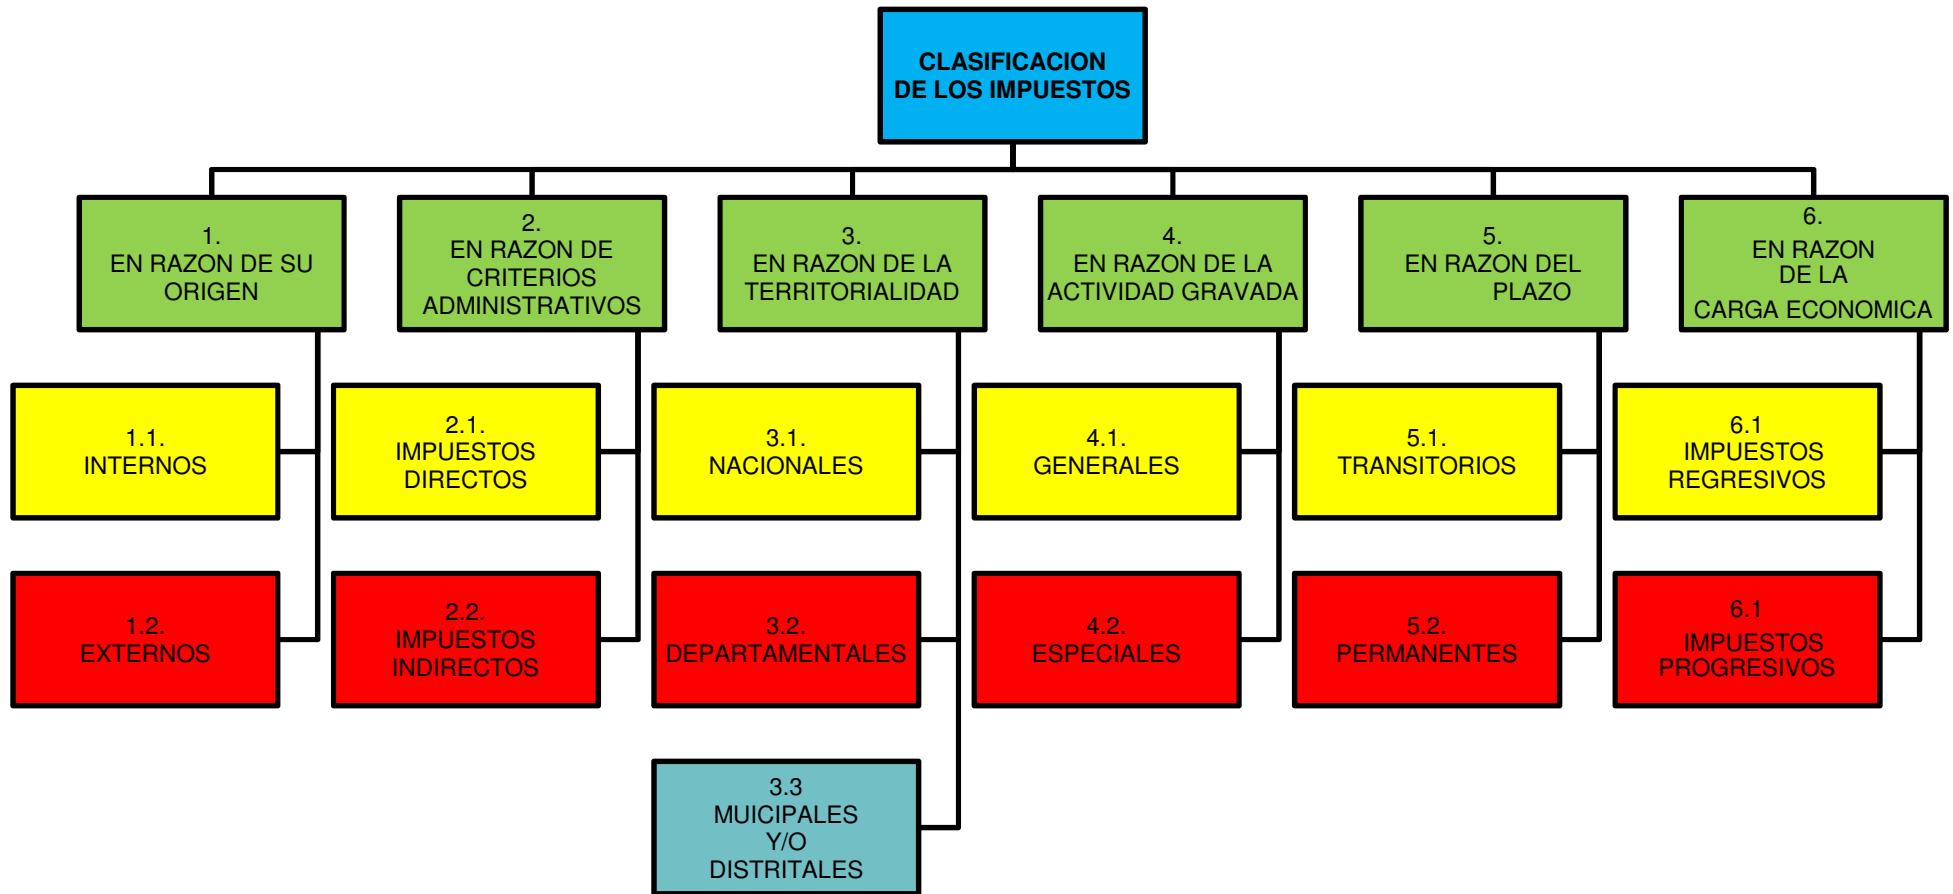 CLASIFICACION
DE LOS IMPUESTOS
1.
EN RAZON DE SU
ORIGEN
2.
EN RAZON DE
CRITERIOS
ADMINISTRATIVOS
3.
EN RAZON DE LA
TERRITORIALIDAD
4.
EN RAZON DE LA
ACTIVIDAD GRAVADA
5.
EN RAZON DEL
PLAZO
6.
EN RAZON
DE LA
CARGA ECONOMICA
1.1.
INTERNOS
2.1.
IMPUESTOS
DIRECTOS
3.1.
NACIONALES
4.1.
GENERALES
5.1.
TRANSITORIOS
6.1
IMPUESTOS
REGRESIVOS
1.2.
EXTERNOS
2.2.
IMPUESTOS
INDIRECTOS
3.2.
DEPARTAMENTALES
4.2.
ESPECIALES
5.2.
PERMANENTES
6.1
IMPUESTOS
PROGRESIVOS
3.3
MUICIPALES
Y/O
DISTRITALES